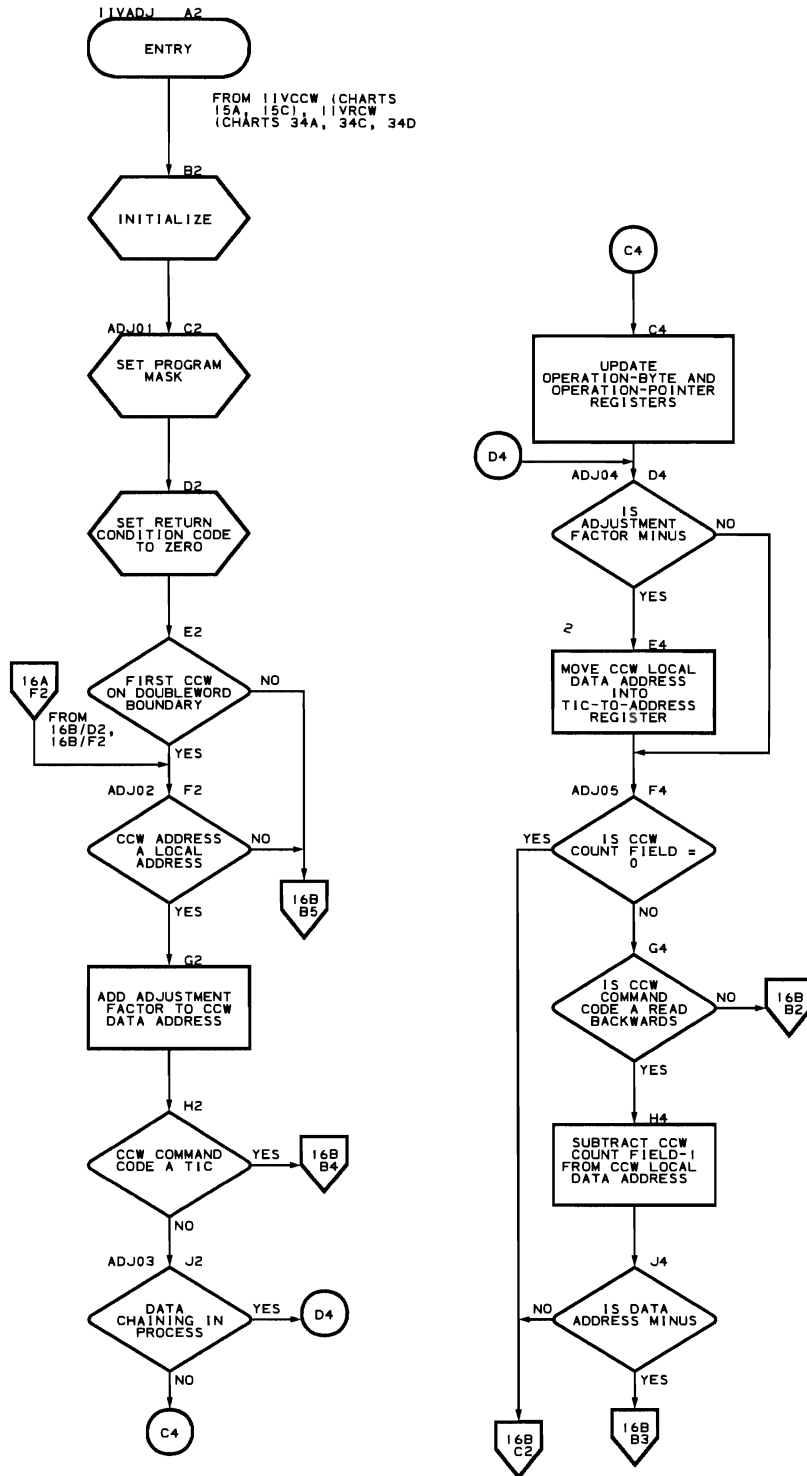 IIVADJ A2
ENTRY
FROM IIVCCW (CHARTS
15A, 15C), IIVRCW
(CHARTS 34A, 34C, 34D
B2
INITIALIZE
ADJ01 C2
SET PROGRAM
MASK
D2
SET RETURN
CONDITION CODE
TO ZERO
E2
FIRST CCW
ON DOUBLEWORD
BOUNDARY
NO
YES
16A
F2
FROM
16B/D2,
16B/F2
ADJ02 F2
CCW ADDRESS
A LOCAL
ADDRESS
NO
YES
16B
B5
G2
ADD ADJUSTMENT
FACTOR TO CCW
DATA ADDRESS
H2
CCW COMMAND
CODE A TIC
YES
16B
B4
NO
ADJ03 J2
DATA
CHAINING IN
PROCESS
YES
D4
NO
C4
C4
C4
UPDATE
OPERATION-BYTE AND
OPERATION-POINTER
REGISTERS
D4
ADJ04 D4
IS
ADJUSTMENT
FACTOR MINUS
NO
YES
2
E4
MOVE CCW LOCAL
DATA ADDRESS
INTO
TIC-TO-ADDRESS
REGISTER
ADJ05 F4
YES
IS CCW
COUNT FIELD =
0
NO
G4
IS CCW
COMMAND
CODE A READ
BACKWARDS
NO
16B
B2
YES
H4
SUBTRACT CCW
COUNT FIELD-1
FROM CCW LOCAL
DATA ADDRESS
J4
NO
IS DATA
ADDRESS MINUS
YES
16B
C2
16B
B3